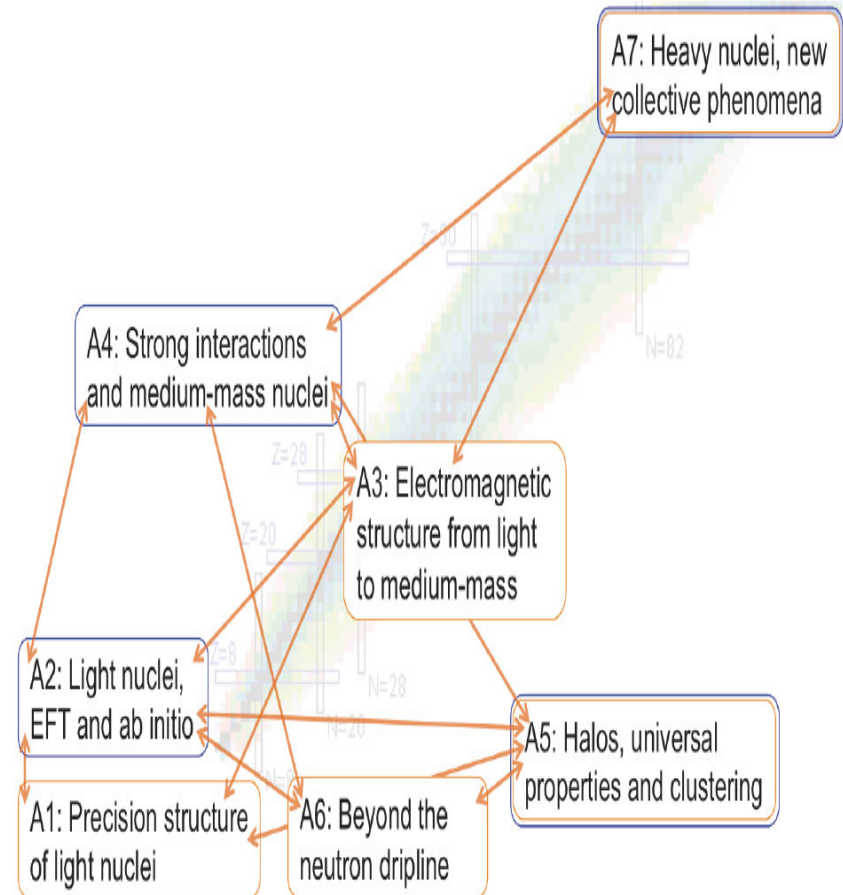 A7: Heavy nuclei, new
collective phenomena
Z=50
N=82
A4: Strong interactions
and medium-mass nuclei
Z=28
A3: Electromagnetic
structure from light
to medium-mass
Z=20
A2: Light nuclei,
EFT and ab initio
Z=8
N=28
N=20
A5: Halos, universal
properties and clustering
A1: Precision structure
of light nuclei
A6: Beyond the
neutron dripline